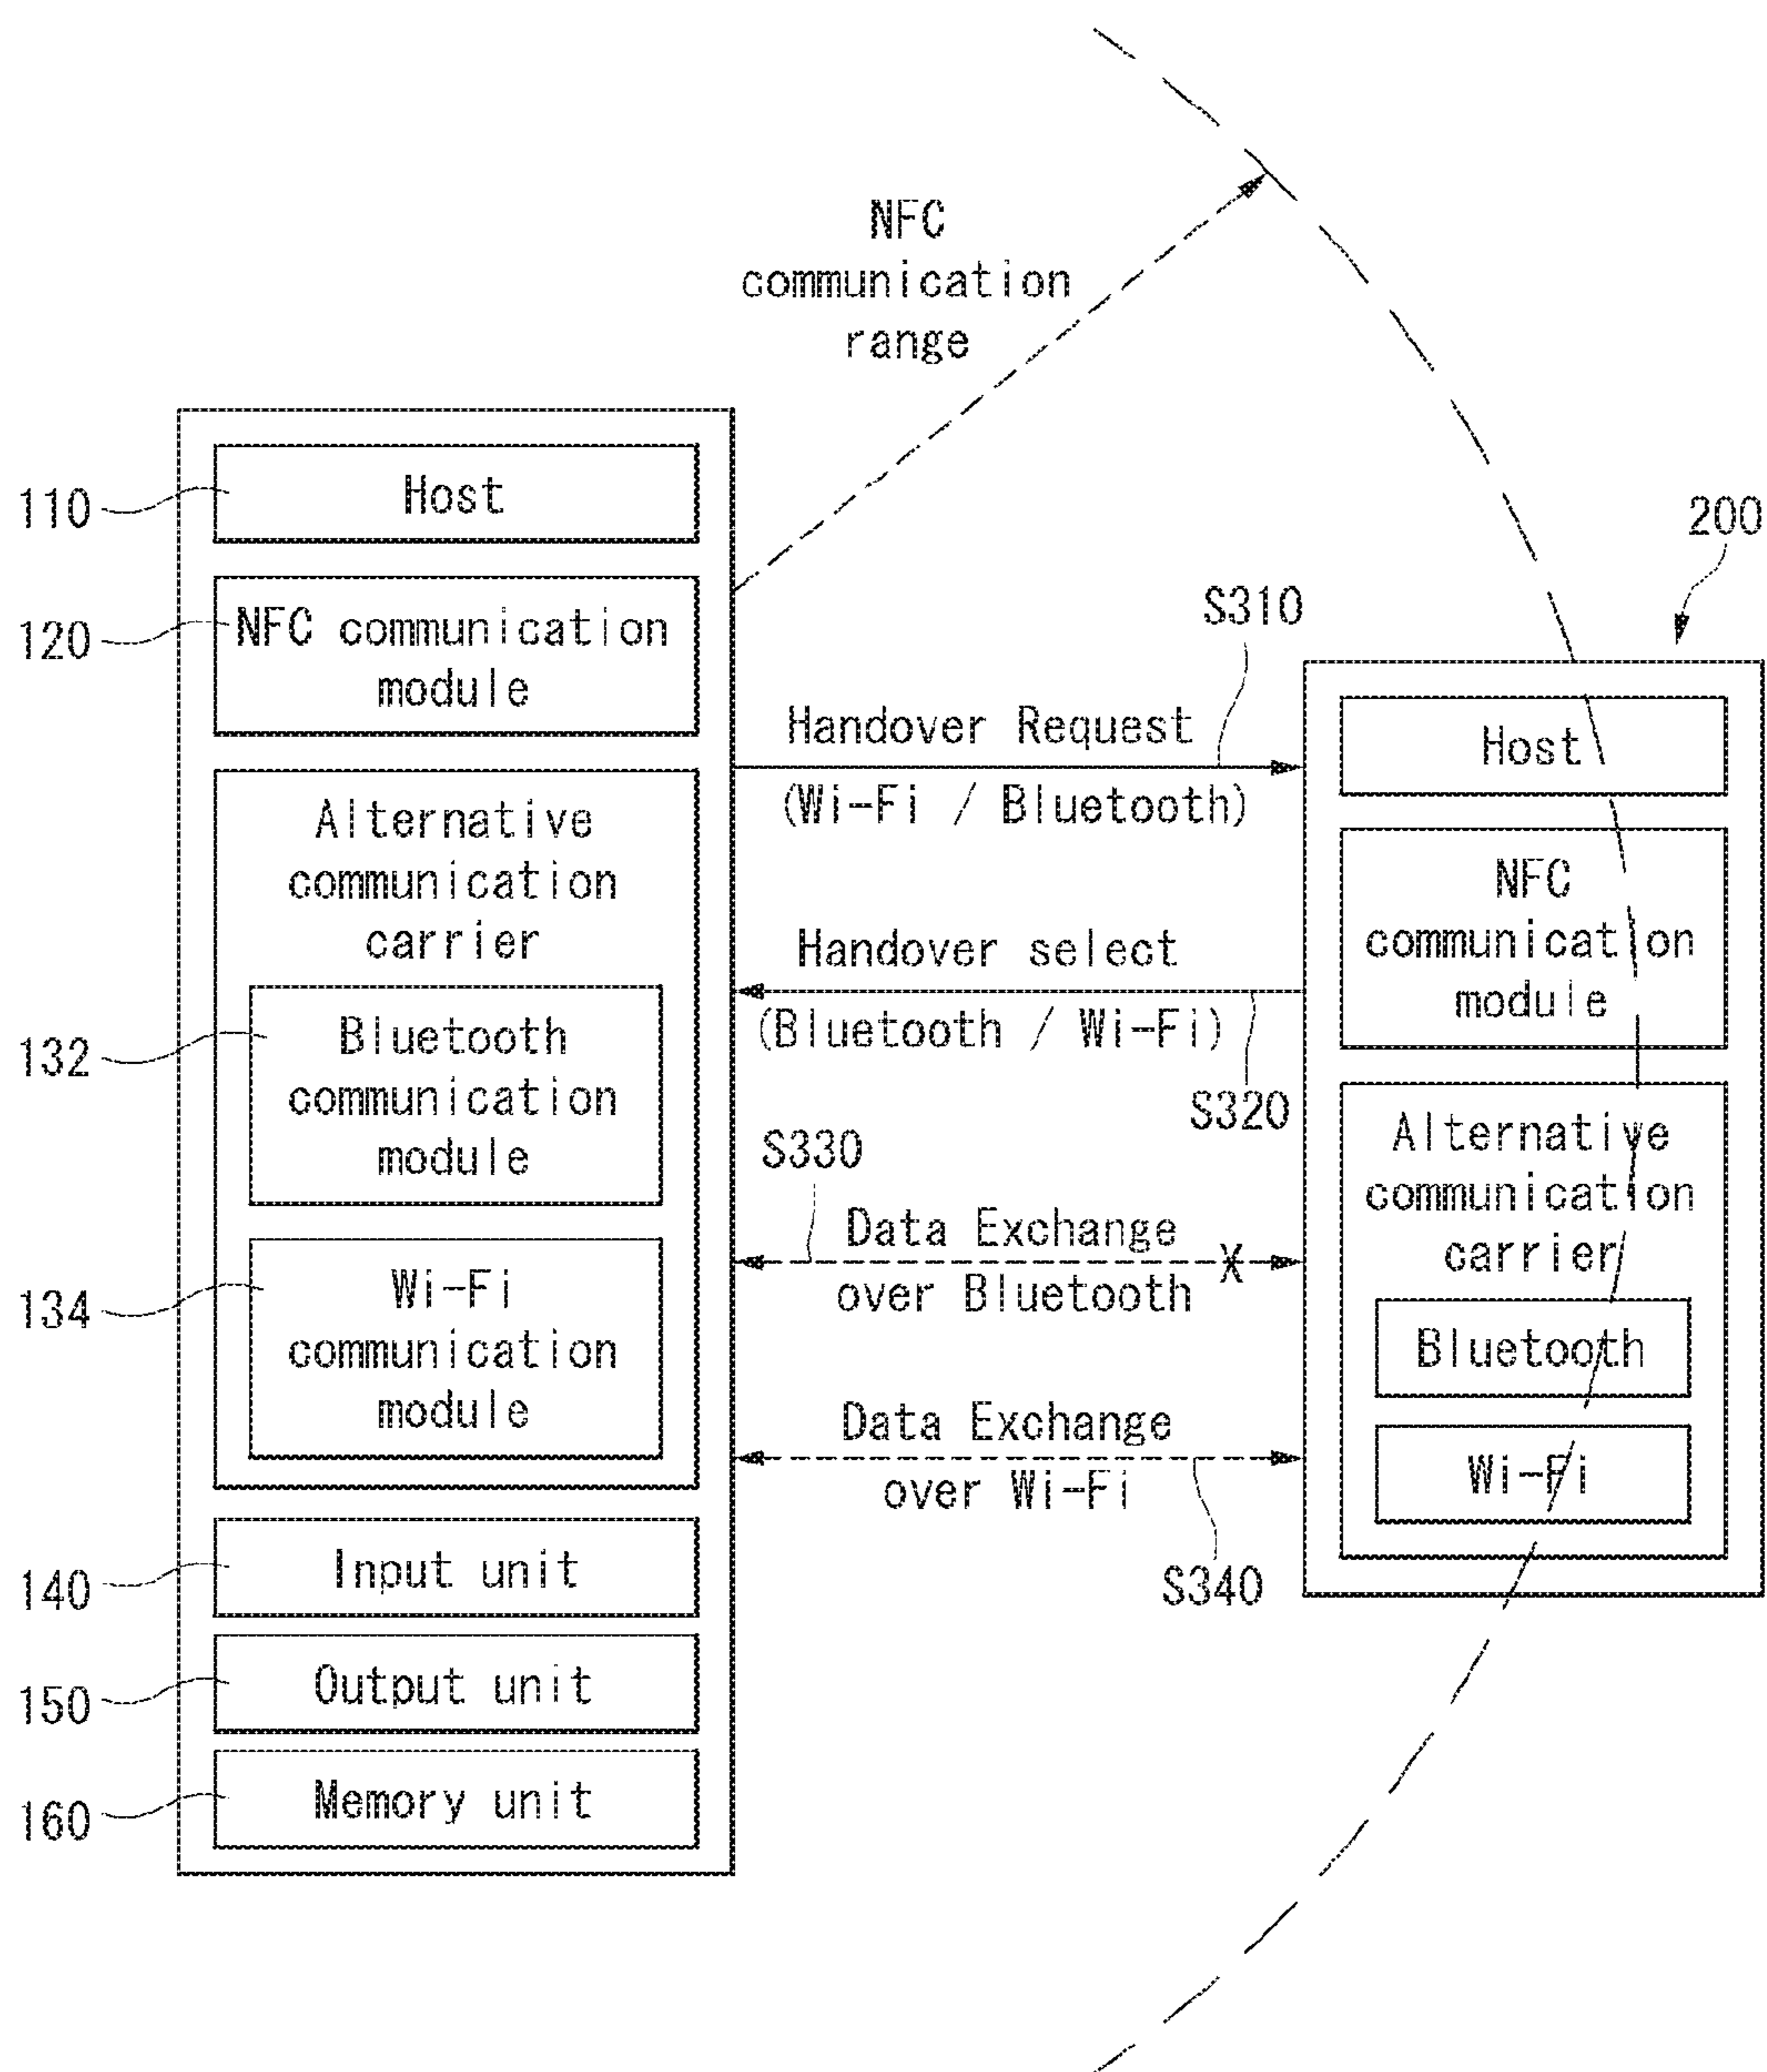 NFC
communication
range
110
Host
120
NFC communication
module
Alternative
communication
carrier
132
Bluetooth
communication
module
134
Wi-Fi
communication
module
140
Input unit
150
Output unit
160
Memory unit
S310
Handover Request
(Wi-Fi / Bluetooth)
Handover select
(Bluetooth / Wi-Fi)
S320
S330
Data Exchange
X
over Bluetooth
Data Exchange
over Wi-Fi
S340
200
Host
NFC
communication
module
Alternative
communication
carrier
Bluetooth
Wi-Fi